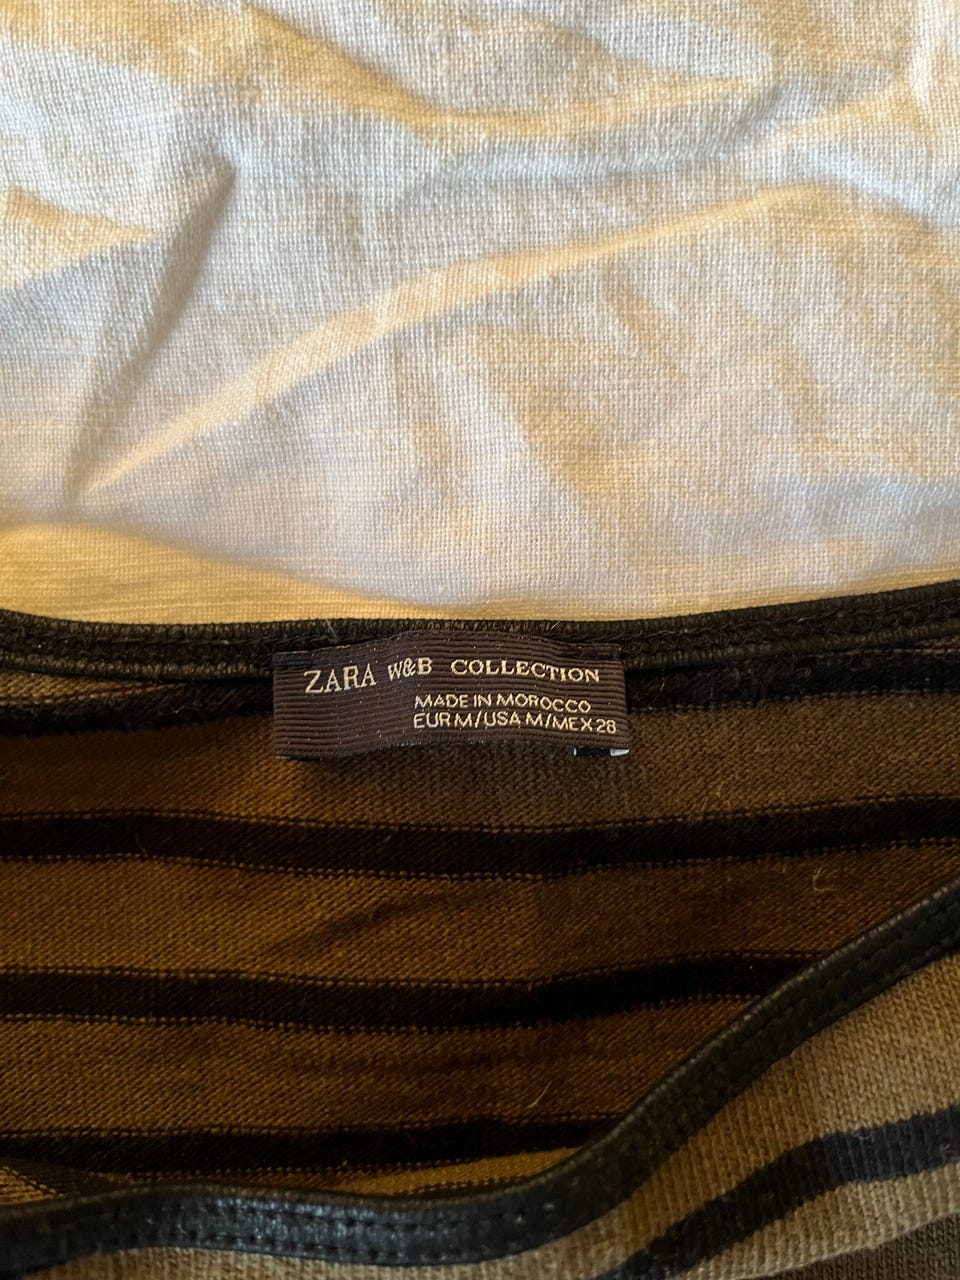 ZARA W&B COLLECTION
MADE IN MOROCCO
EUR M/USA M/MEX 28